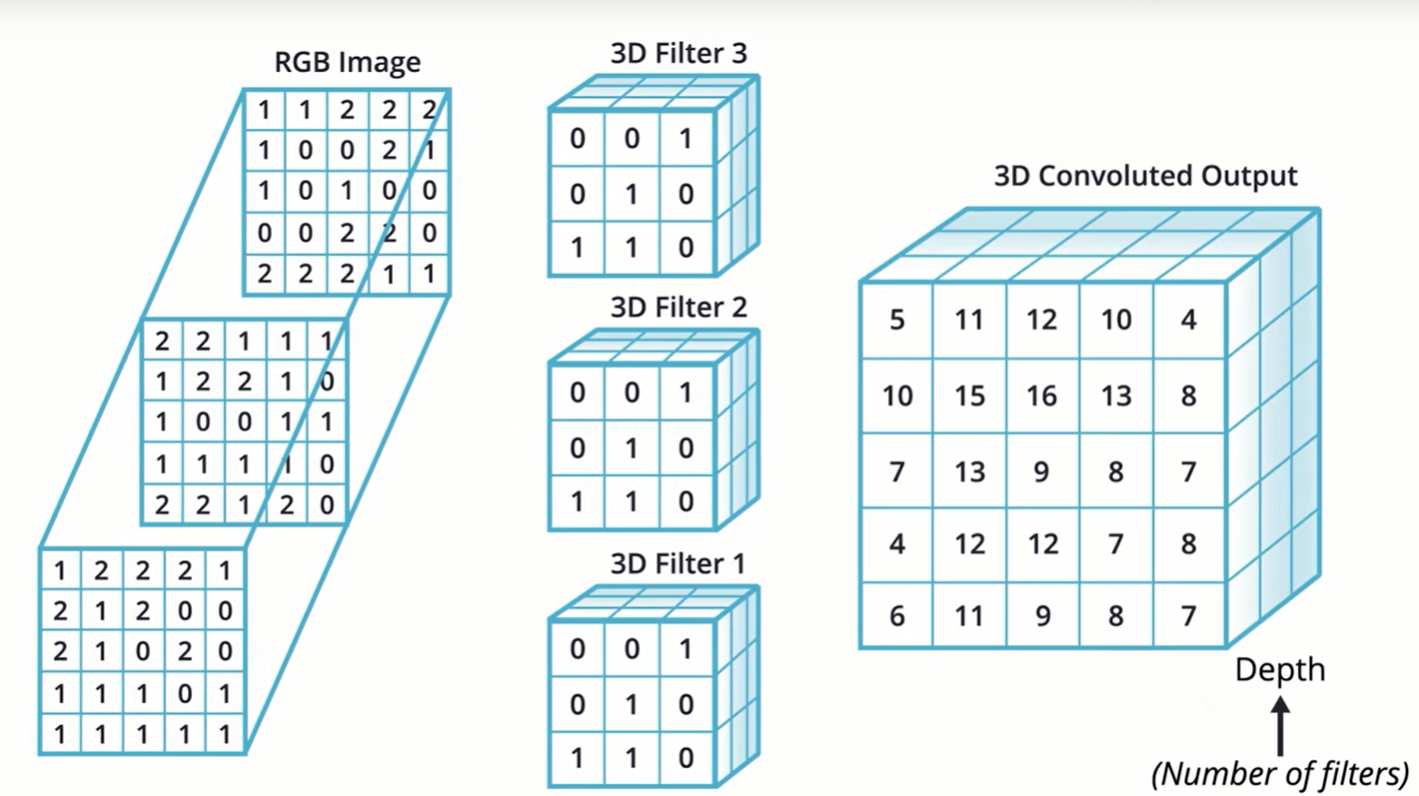 RGB Image
1 1 2 2 2
1 0 0 2 1
1 0 1 0 0
0 0 2 2 0
2 2 2 1 1
2 2 1 1 1
1 2 2 1 0
1 0 0 1 1
1 1 1 1 0
2 2 1 2 0
1 2 2 2 1
2 1 2 0 0
2 1 0 2 0
1 1 1 0 1
1 1 1 1 1
3D Filter 3
0 0 1
0 1 0
1 1 0
3D Filter 2
0 0 1
0 1 0
1 1 0
3D Filter 1
0 0 1
0 1 0
1 1 0
3D Convoluted Output
5 11 12 10 4
10 15 16 13 8
7 13 9 8 7
4 12 12 7 8
6 11 9 8 7
Depth
(Number of filters)